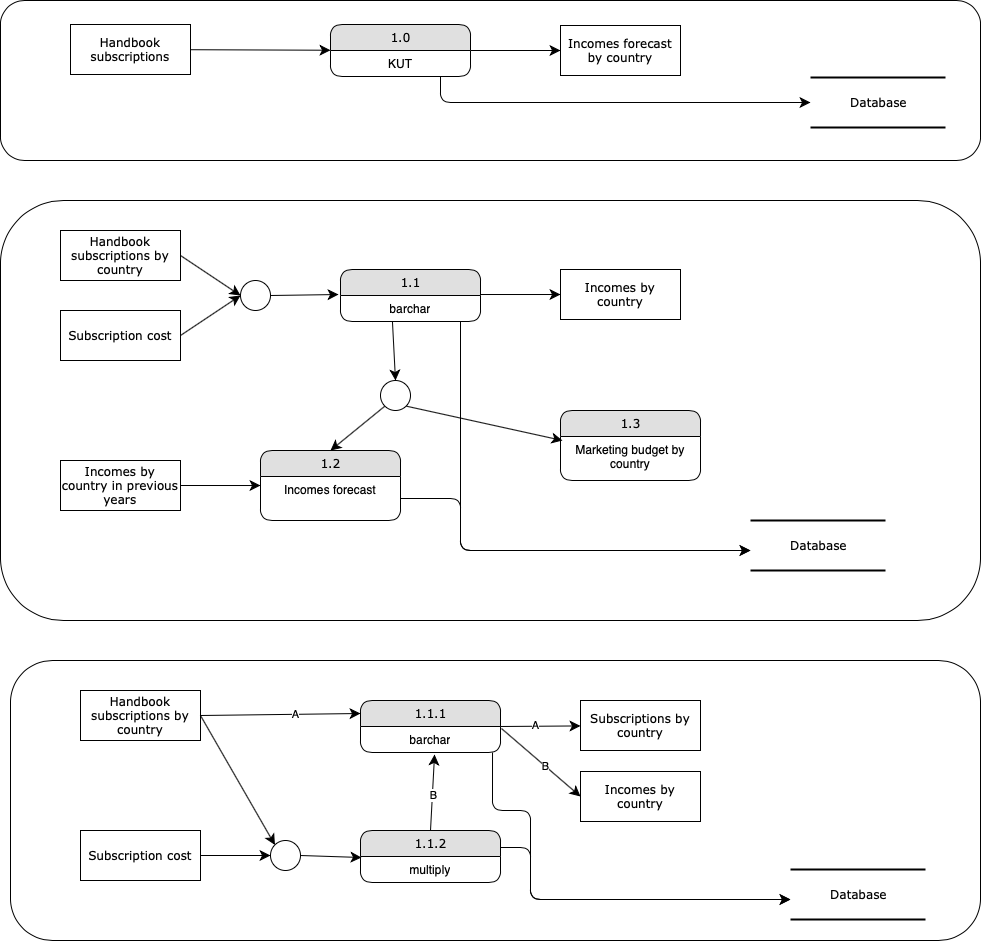 Handbook
subscriptions
1.0
KUT
Incomes forecast
by country
Database
Handbook
subscriptions by
country
Subscription cost
1.1
barchar
Incomes by
country
1.3
Marketing budget by
country
Incomes by
country in previous
years
1.2
Incomes forecast
Database
Handbook
subscriptions by
country
A
1.1.1
barchar
A
B
Subscriptions by
country
Incomes by
country
B
Subscription cost
1.1.2
multiply
Database